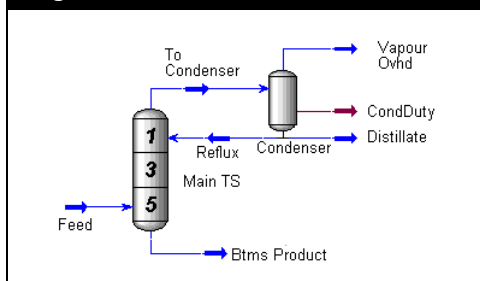 To
Condenser
Vapour
Ovhd
CondDuty
Distillate
Condenser
Reflux
1
3
5
Main TS
Feed
Btms Product